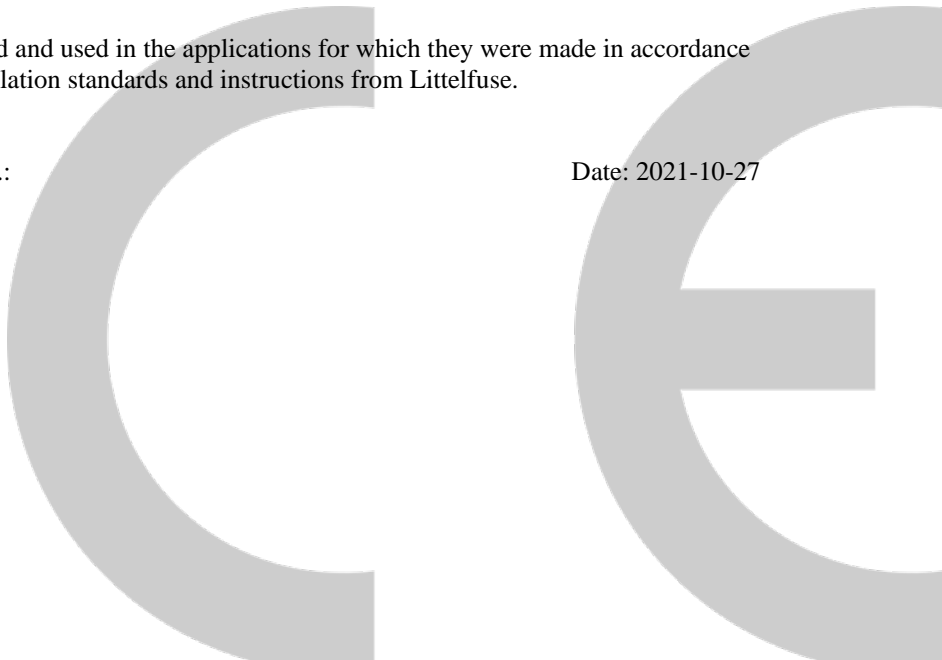 d and used in the applications for which they were made in accordance
lation standards and instructions from Littelfuse.
.: Date: 2021-10-27
CE